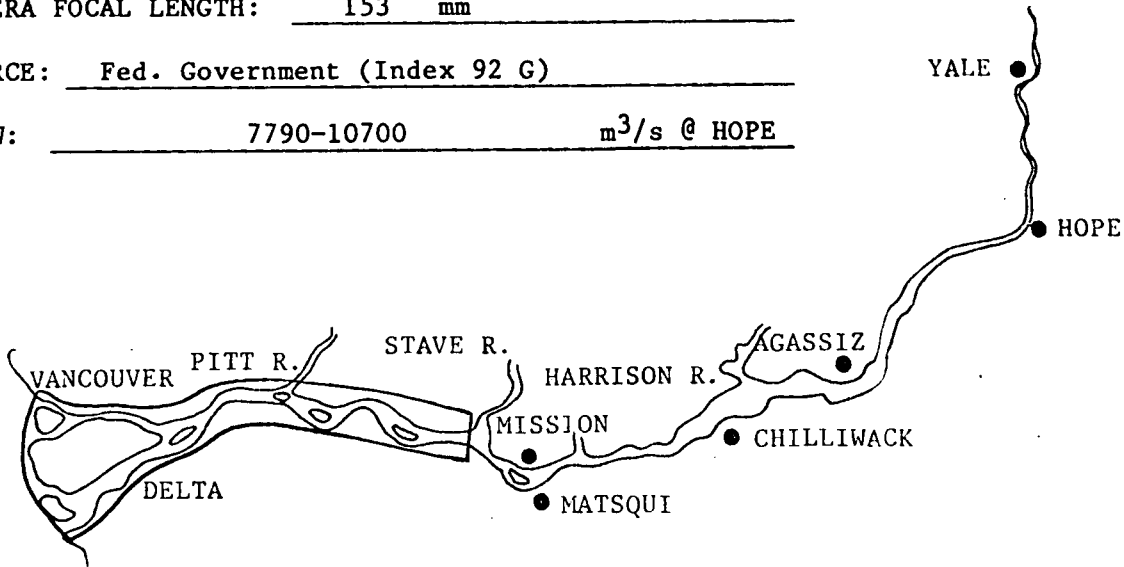 ERA FOCAL LENGTH: 153 mm
RCE: Fed. Government (Index 92 G)
: 7790-10700 m3/s @ HOPE
YALE
HOPE
STAVE R.
AGASSIZ
PITT R.
VANCOUVER
HARRISON R.
MISSION
CHILLIWACK
DELTA
MATSQUI